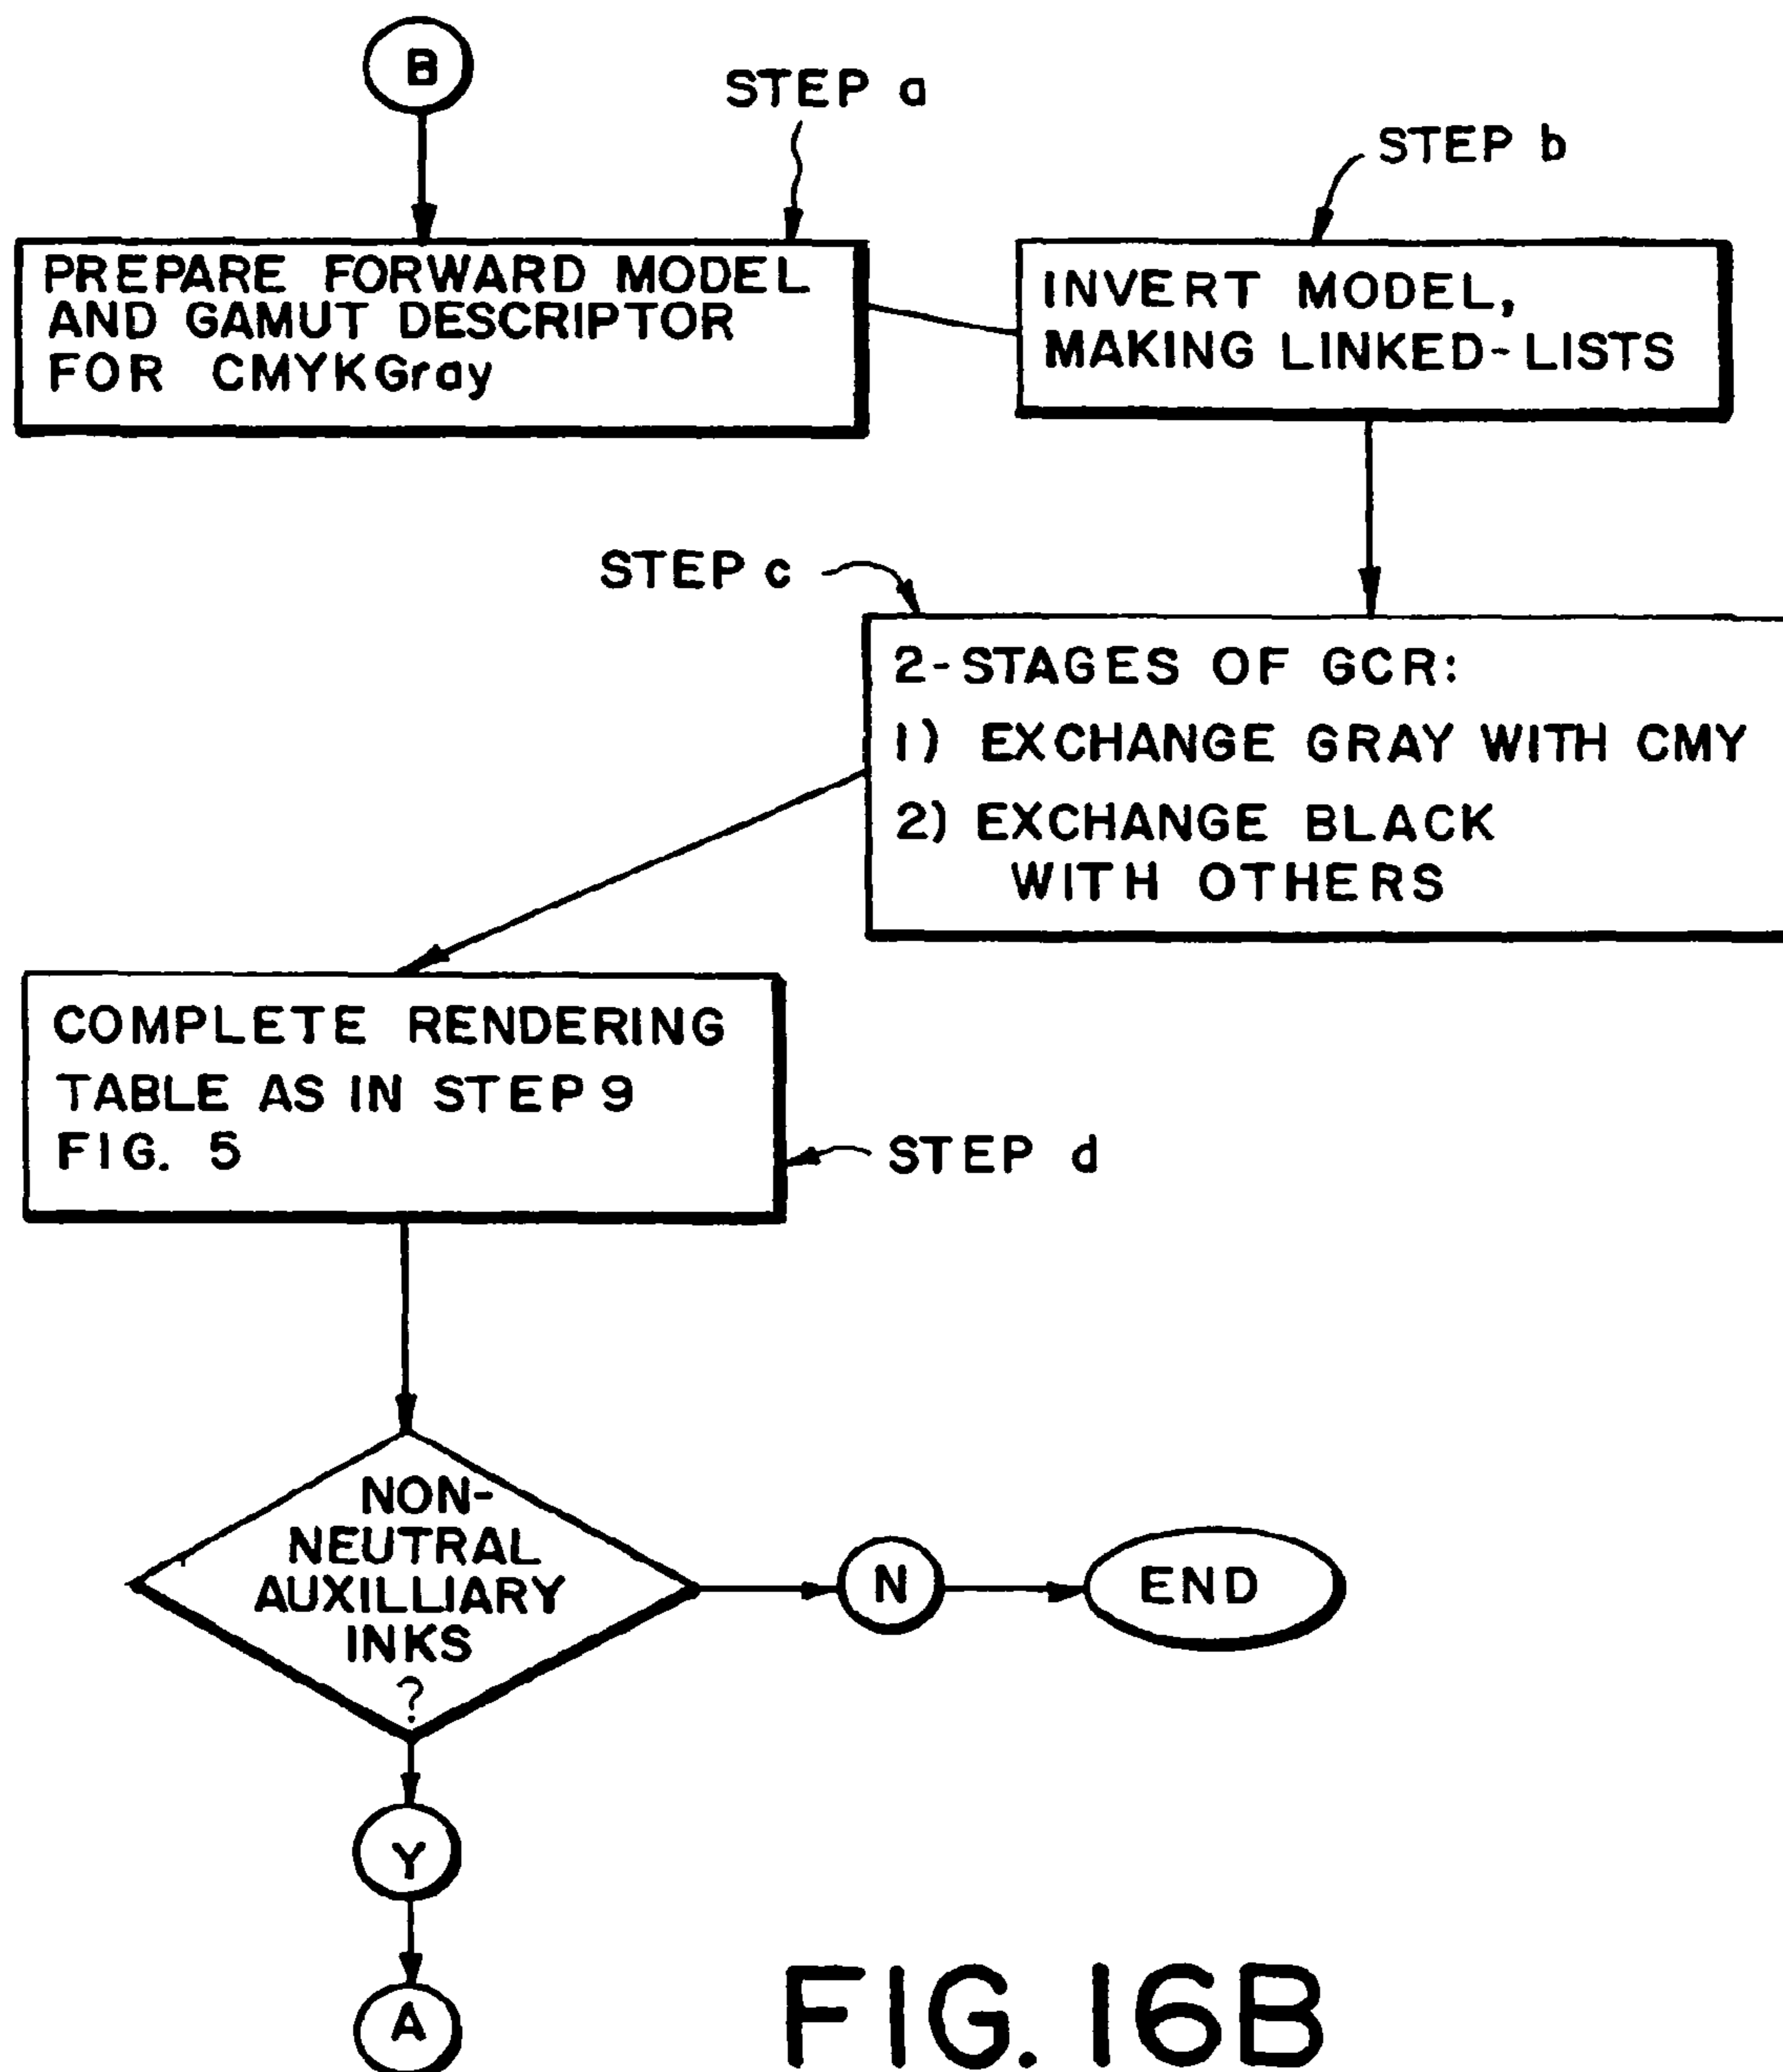 B
STEP a
STEP b
PREPARE FORWARD MODEL
AND GAMUT DESCRIPTOR
FOR CMYKGray
INVERT MODEL,
MAKING LINKED-LISTS
STEP c
2-STAGES OF GCR:
1) EXCHANGE GRAY WITH CMY
2) EXCHANGE BLACK
WITH OTHERS
COMPLETE RENDERING
TABLE AS IN STEP 9
FIG. 5
STEP d
NON-
NEUTRAL
AUXILLIARY
INKS
?
N
END
Y
A
FIG. 16B